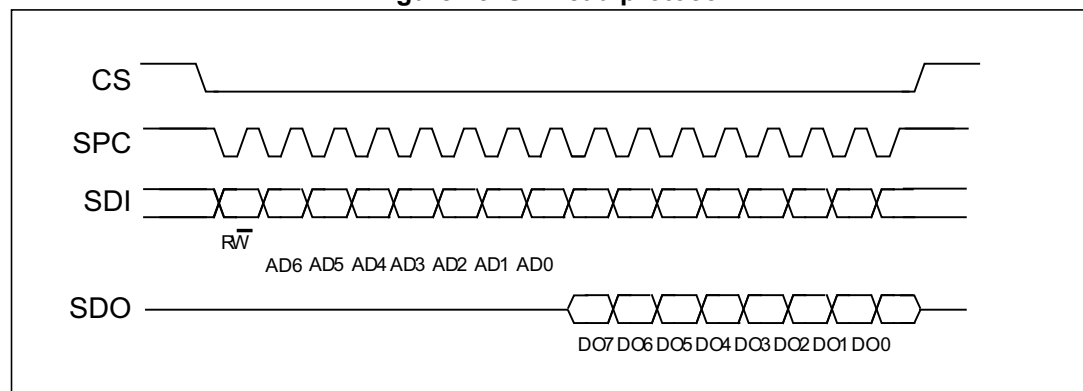 CS
SPC
SDI
RW
AD6 AD5 AD4 AD3 AD2 AD1 AD0
SDO
DO7 DO6 DO5 DO4 DO3 DO2 DO1 DO0